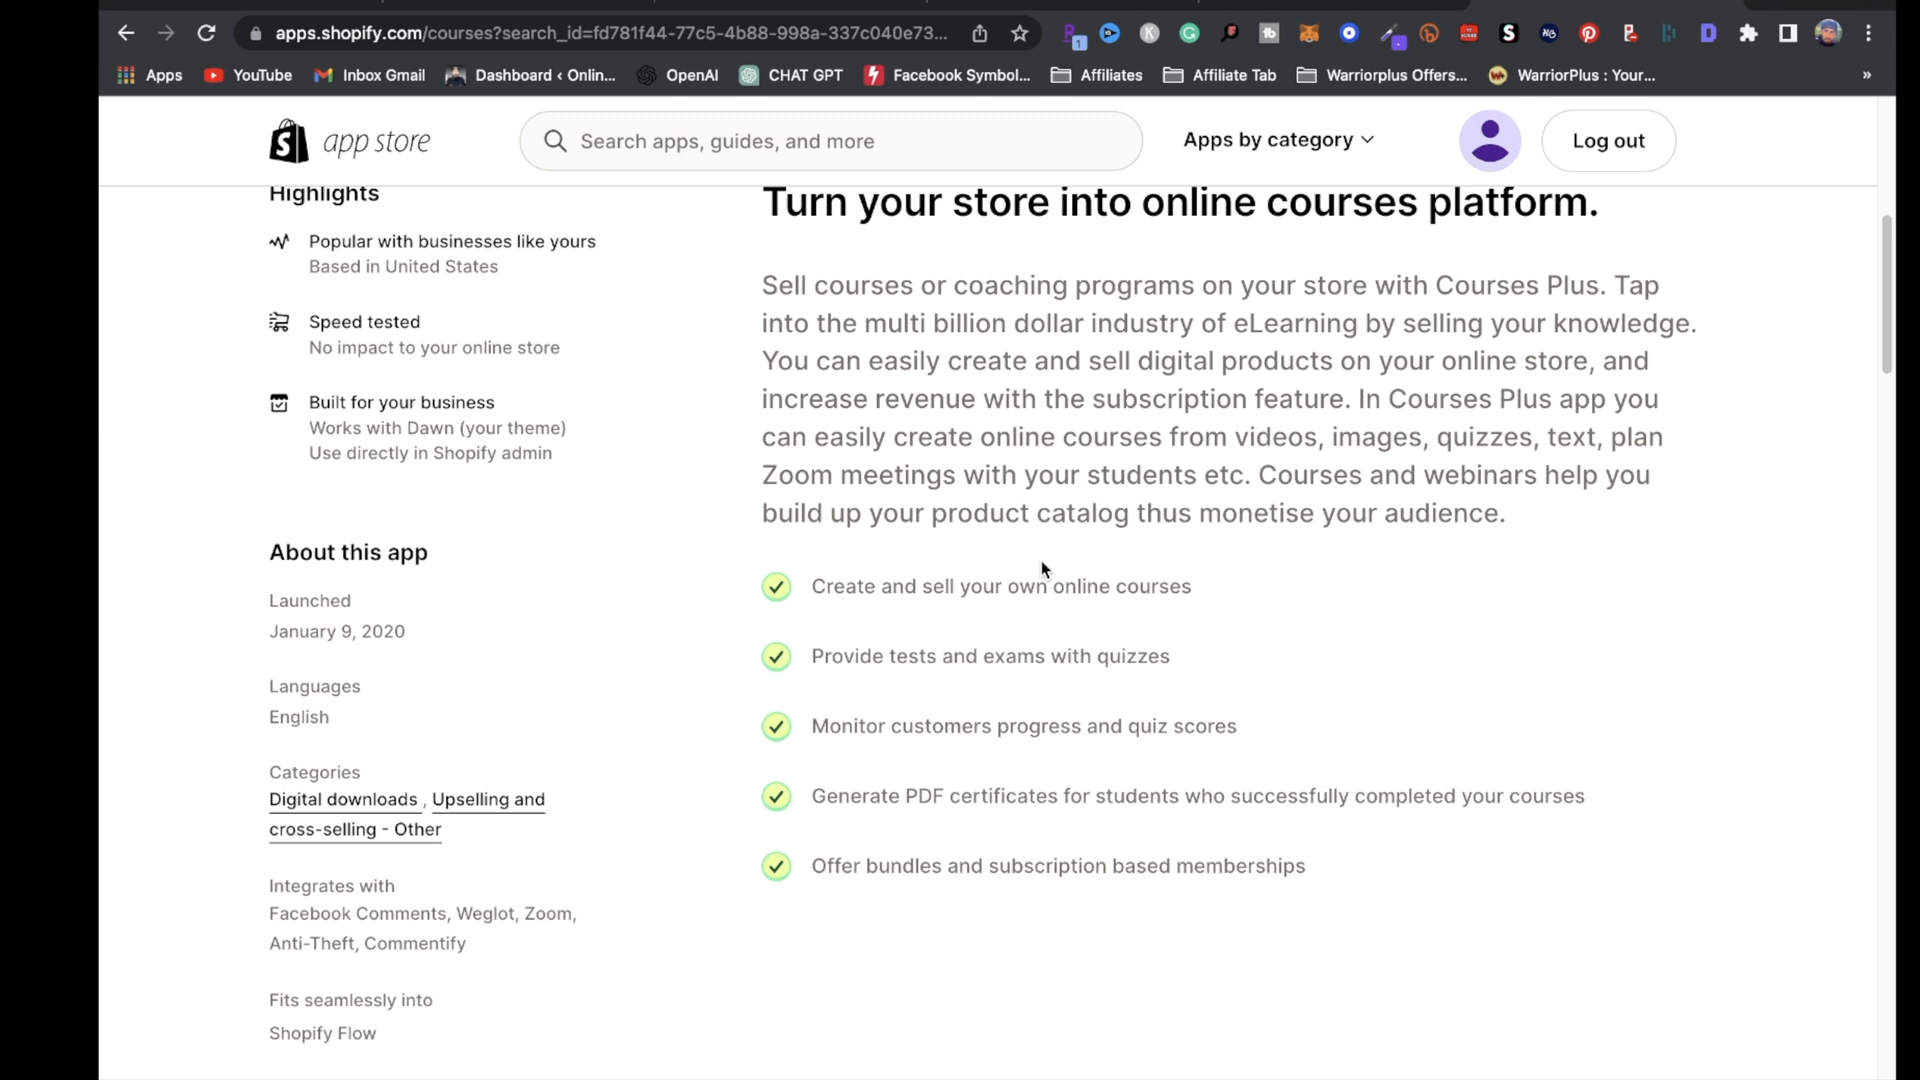 apps.shopify.com/courses?search_id=fd781f44-77c5-4b88-998a-337c040e73...
Apps
YouTube
Inbox Gmail
Dashboard ‹ Onlin...
OpenAI
CHAT GPT
Facebook Symbol...
Affiliates
Affiliate Tab
Warriorplus Offers...
WarriorPlus : Your...
»
app store
Search apps, guides, and more
Apps by category
Log out
Highlights
Popular with businesses like yours
Based in United States
Speed tested
No impact to your online store
Built for your business
Works with Dawn (your theme)
Use directly in Shopify admin
About this app
Launched
January 9, 2020
Languages
English
Categories
Digital downloads , Upselling and
cross-selling - Other
Integrates with
Facebook Comments, Weglot, Zoom,
Anti-Theft, Commentify
Fits seamlessly into
Shopify Flow
Turn your store into online courses platform.
Sell courses or coaching programs on your store with Courses Plus. Tap
into the multi billion dollar industry of eLearning by selling your knowledge.
You can easily create and sell digital products on your online store, and
increase revenue with the subscription feature. In Courses Plus app you
can easily create online courses from videos, images, quizzes, text, plan
Zoom meetings with your students etc. Courses and webinars help you
build up your product catalog thus monetise your audience.
Create and sell your own online courses
Provide tests and exams with quizzes
Monitor customers progress and quiz scores
Generate PDF certificates for students who successfully completed your courses
Offer bundles and subscription based memberships